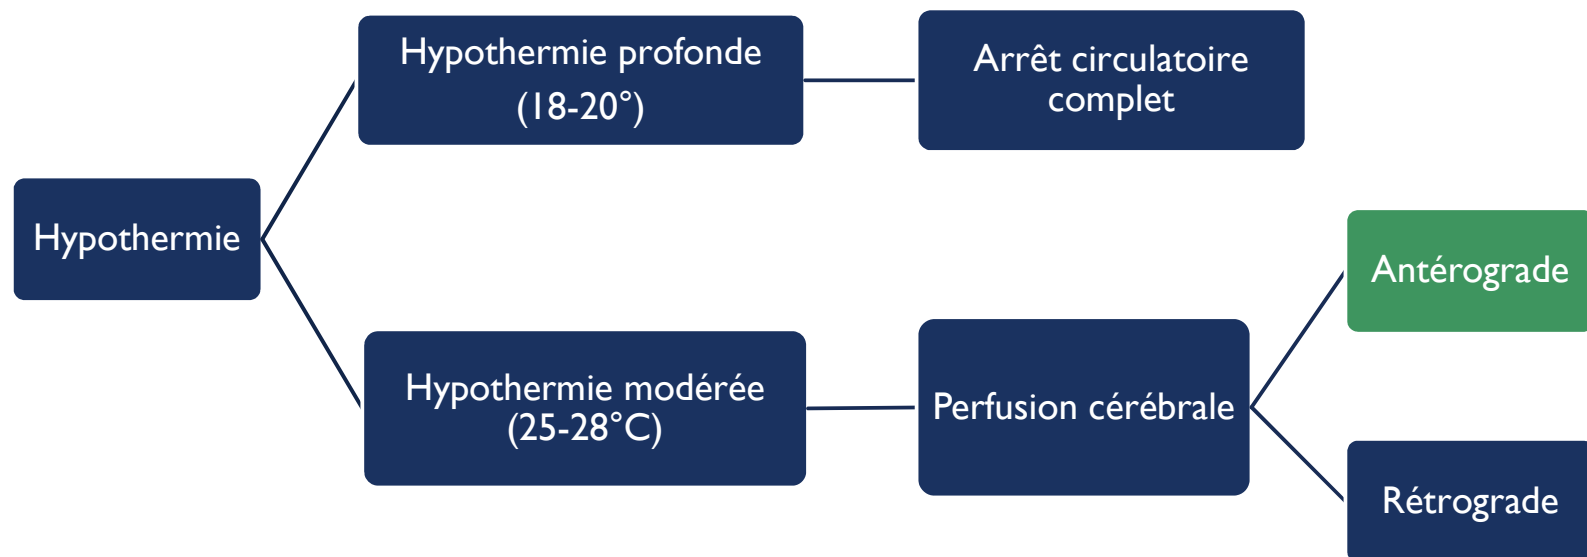 Hypothermie
Hypothermie profonde
(18-20°)
Arrêt circulatoire
complet
Hypothermie modérée
(25-28°C)
Perfusion cérébrale
Antérograde
Rétrograde